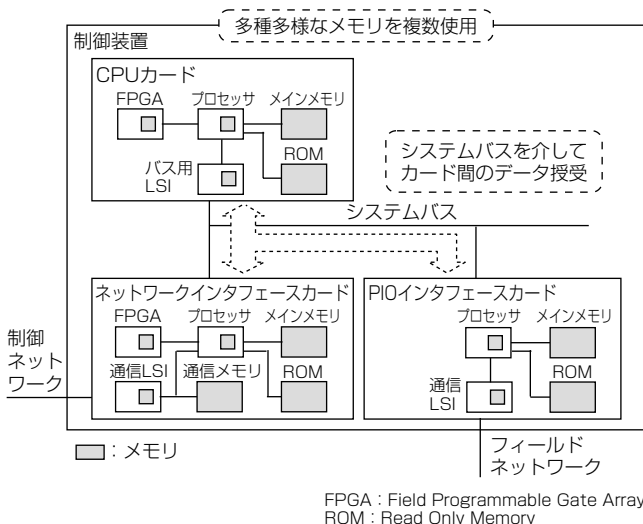 多種多様なメモリを複数使用
制御装置
CPUカード
FPGA プロセッサ メインメモリ
バス用
LSI
ROM
システムバスを介して
カード間のデータ授受
システムバス
ネットワークインタフェースカード
FPGA プロセッサ メインメモリ
通信LSI 通信メモリ ROM
PIOインタフェースカード
プロセッサ メインメモリ
通信
LSI
ROM
制御
ネット
ワーク
:メモリ
フィールド
ネットワーク
FPGA:Field Programmable Gate Array
ROM:Read Only Memory